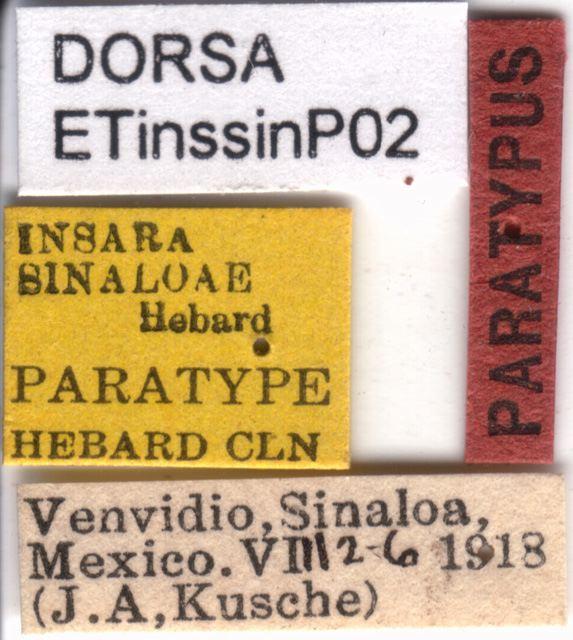 DORSA
ETinssinP02
PARATYPUS
INSARA
SINALOAE
Hebard
PARATYPE
HEBARD CLN
Venvidio, Sinaloa,
Mexico. VIII 2-6 1918
(J.A, Kusche)